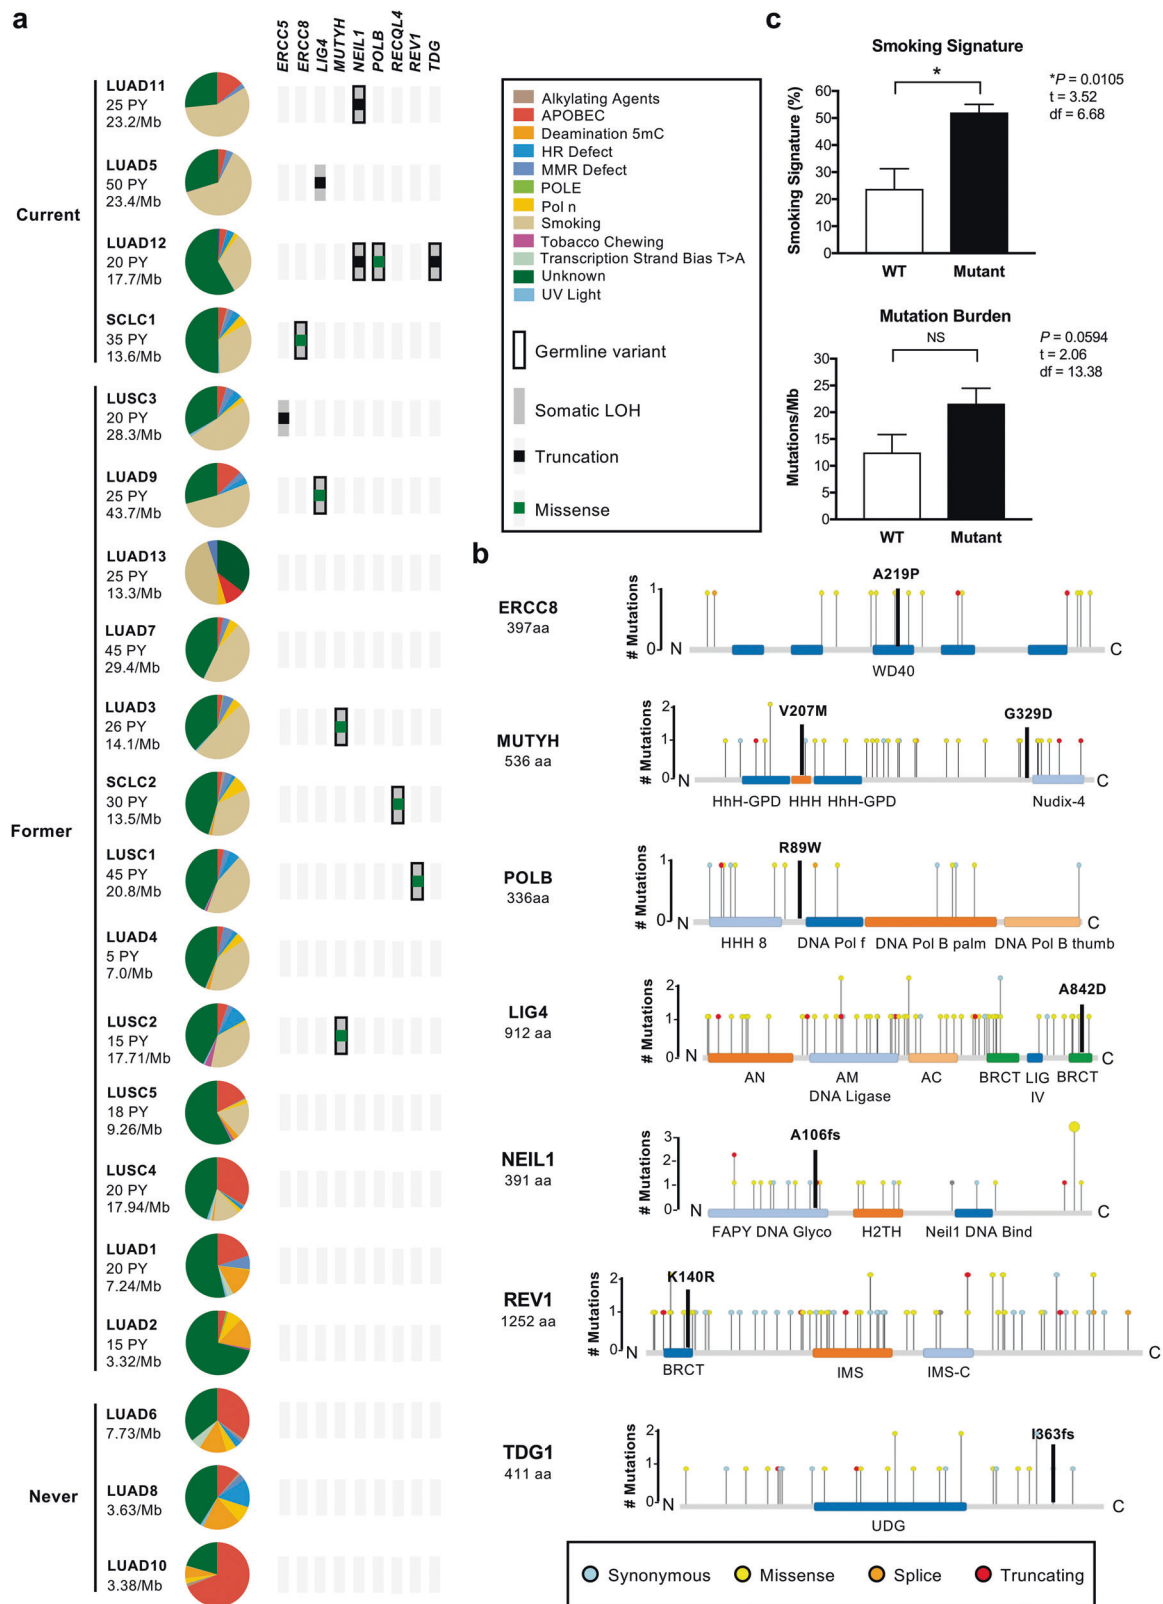 a
ERCC5
ERCC8
LIG4
MUTYH
NEIL1
POLB
RECQL4
REV1
TDG
Current
LUAD11
25 PY
23.2/Mb
LUAD5
50 PY
23.4/Mb
LUAD12
20 PY
17.7/Mb
SCLC1
35 PY
13.6/Mb
Former
LUSC3
20 PY
28.3/Mb
LUAD9
25 PY
43.7/Mb
LUAD13
25 PY
13.3/Mb
LUAD7
45 PY
29.4/Mb
LUAD3
26 PY
14.1/Mb
SCLC2
30 PY
13.5/Mb
LUSC1
45 PY
20.8/Mb
LUAD4
5 PY
7.0/Mb
LUSC2
15 PY
17.71/Mb
LUSC5
18 PY
9.26/Mb
LUSC4
20 PY
17.94/Mb
LUAD1
20 PY
7.24/Mb
LUAD2
15 PY
3.32/Mb
Never
LUAD6
7.73/Mb
LUAD8
3.63/Mb
LUAD10
3.38/Mb
Alkylating Agents
APOBEC
Deamination 5mC
HR Defect
MMR Defect
POLE
Pol n
Smoking
Tobacco Chewing
Transcription Strand Bias T>A
Unknown
UV Light
Germline variant
Somatic LOH
Truncation
Missense
c
Smoking Signature
*
*P = 0.0105
t = 3.52
df = 6.68
Smoking Signature (%)
60
50
40
30
20
10
0
WT Mutant
Mutation Burden
NS
P = 0.0594
t = 2.06
df = 13.38
Mutations/Mb
30
25
20
15
10
5
0
WT Mutant
b
ERCC8
397aa
# Mutations
1
0
N
A219P
C
WD40
MUTYH
536 aa
# Mutations
2
1
0
N
V207M
G329D
C
HhH-GPD HHH HhH-GPD Nudix-4
POLB
336aa
# Mutations
1
0
N
R89W
C
HHH 8 DNA Pol f DNA Pol B palm DNA Pol B thumb
LIG4
912 aa
# Mutations
2
1
0
N
A842D
C
AN AM AC BRCT LIG BRCT
DNA Ligase IV
NEIL1
391 aa
# Mutations
3
2
1
0
N
A106fs
C
FAPY DNA Glyco H2TH Neil1 DNA Bind
REV1
1252 aa
# Mutations
2
1
0
N
K140R
C
BRCT IMS IMS-C
TDG1
411 aa
# Mutations
2
1
0
N
I363fs
C
UDG
Synonymous Missense Splice Truncating